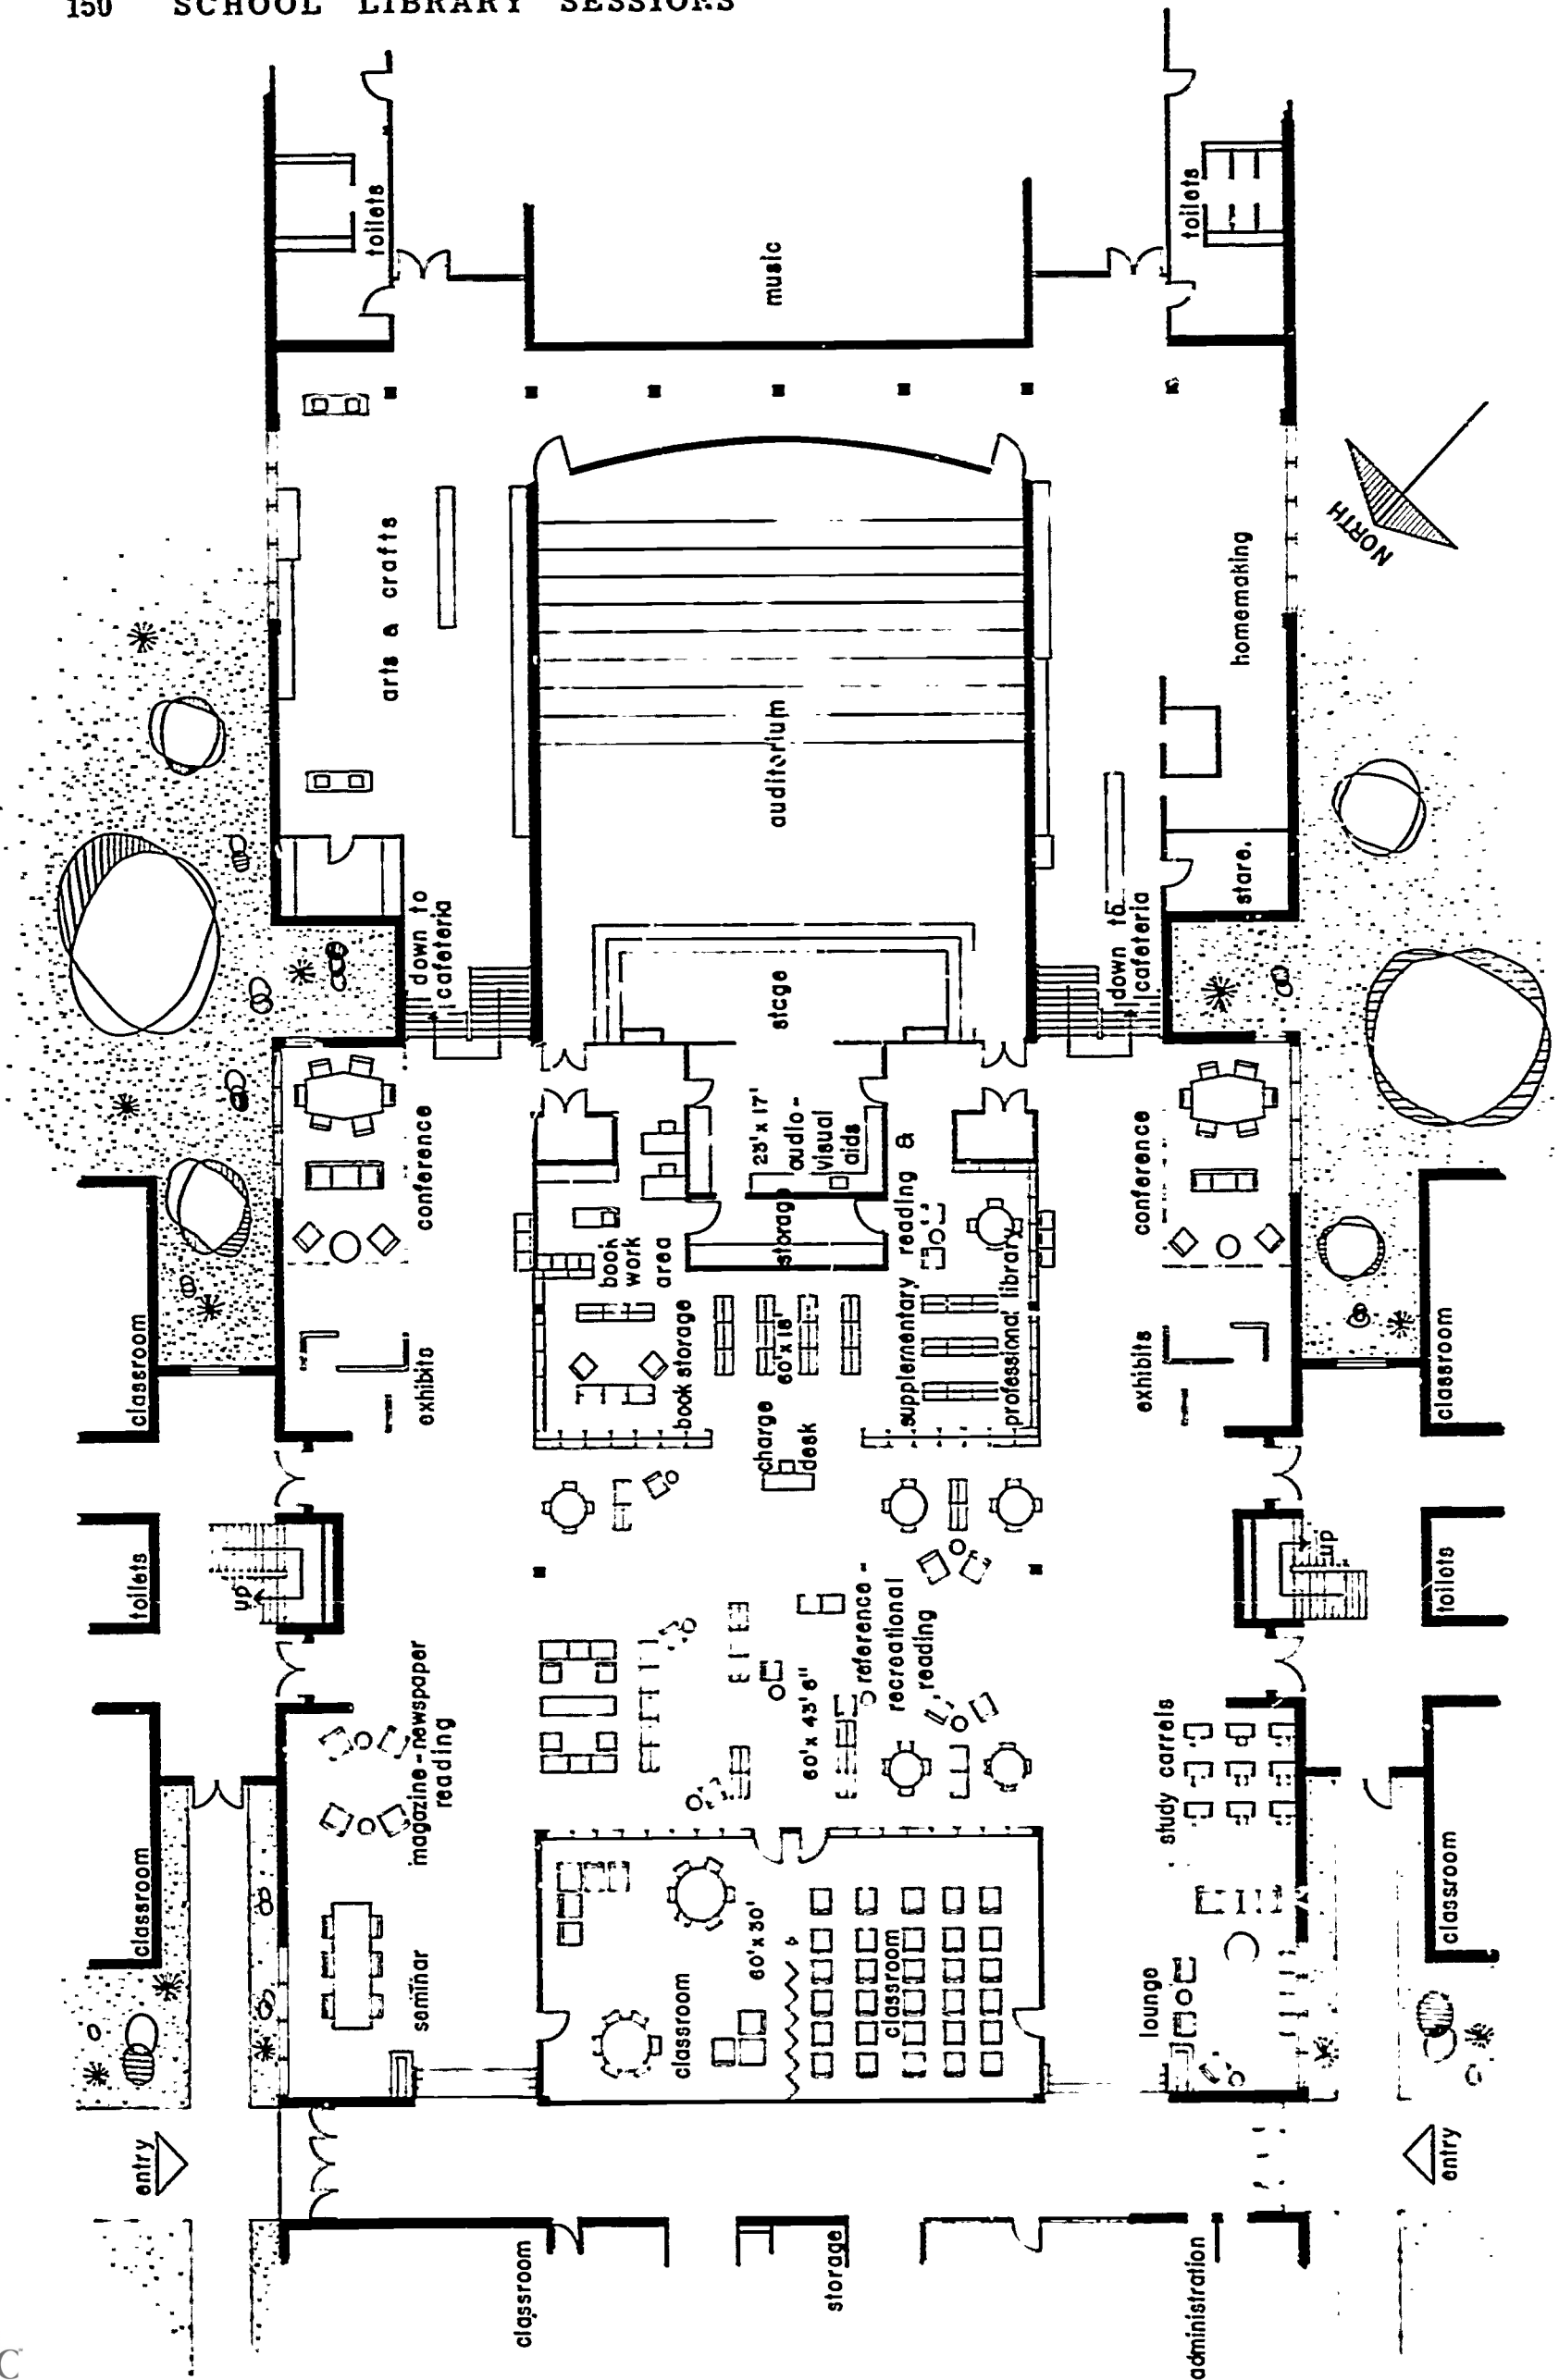 150 SCHOOL LIBRARY SESSIONS
toilets
toilets
music
arts & crafts
NORTH
homemaking
auditorium
store.
down to
cafeteria
down to
cafeteria
stage
conference
23' x 17'
audio-
visual
aids
conference
book
work
area
storage
supplementary reading &
professional library
classroom
exhibits
book storage
60' x 18'
exhibits
classroom
charge
desk
toilets
up
up
toilets
magazine-newspaper
reading
60' x 43' 6"
reference -
recreational
reading
study carrels
classroom
seminar
classroom
60' x 30'
classroom
lounge
classroom
entry
entry
classroom
storage
administration
C